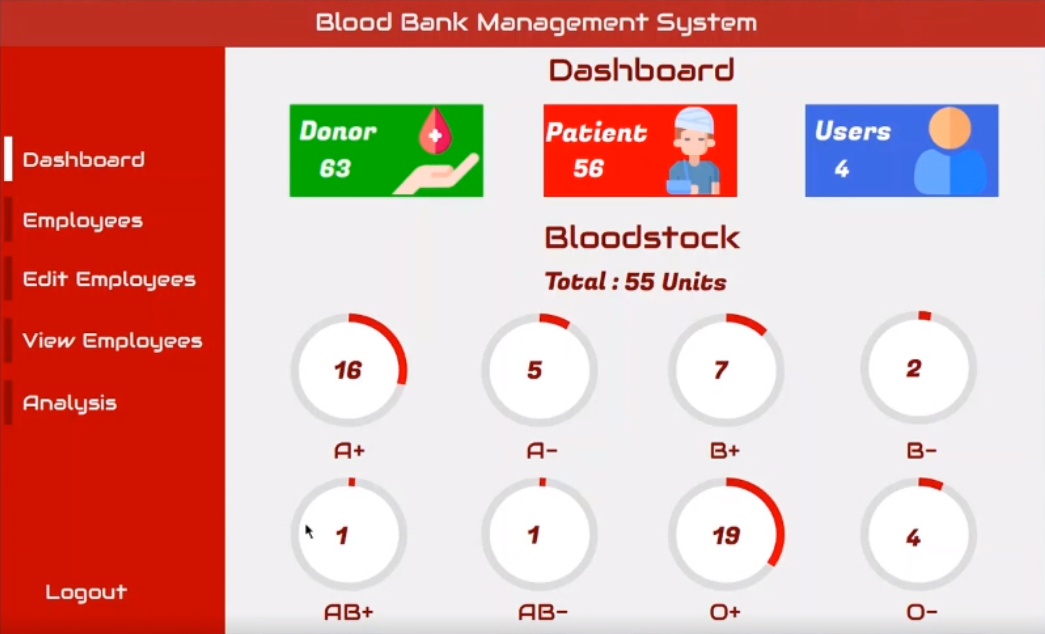 Blood Bank Management System
Dashboard
Employees
Edit Employees
View Employees
Analysis
Logout
Dashboard
Donor
63
Patient
56
Users
4
Bloodstock
Total : 55 Units
16
A+
5
A-
7
B+
2
B-
1
AB+
1
AB-
19
O+
4
O-